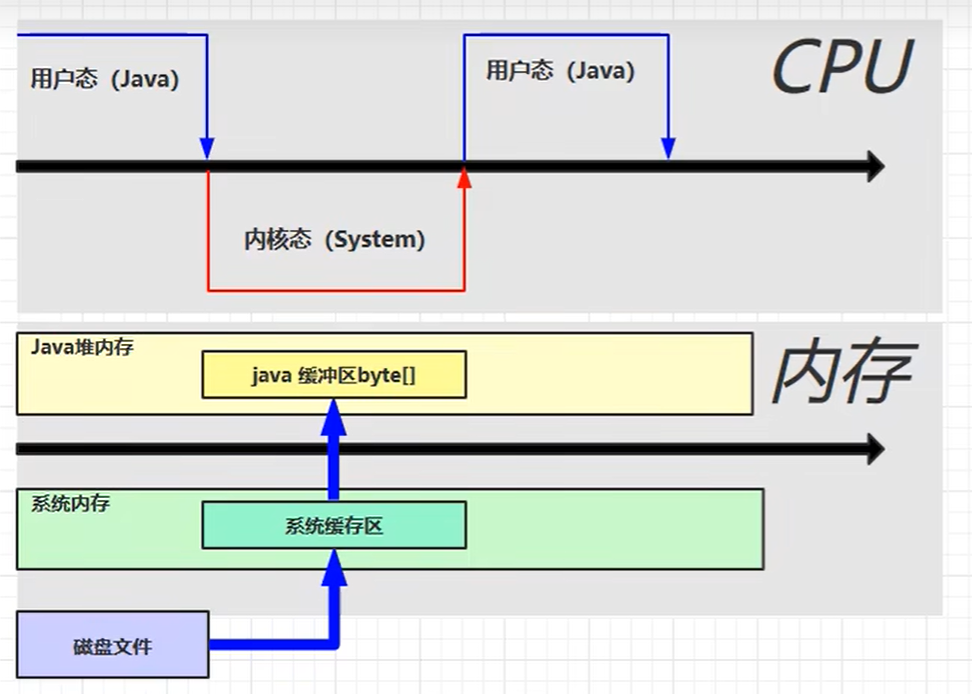 CPU
用户态（Java）
用户态（Java）
内核态（System）
内存
Java堆内存
java 缓冲区byte[]
系统内存
系统缓存区
磁盘文件